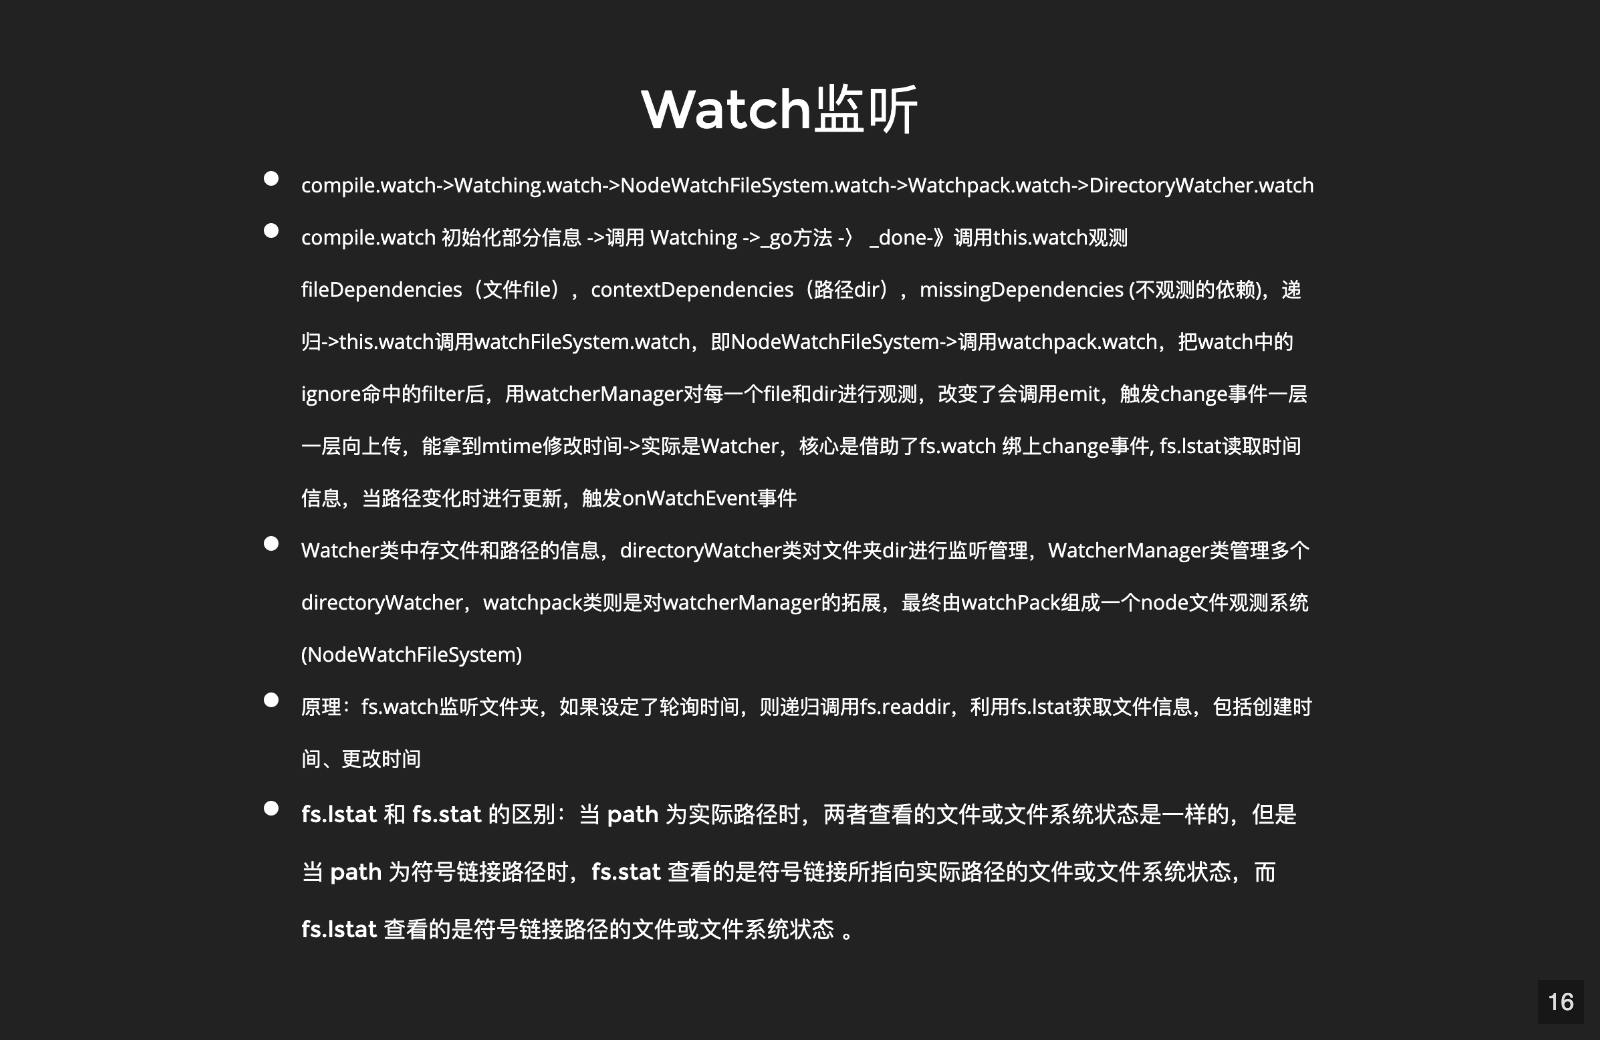 Watch监听
compile.watch->Watching.watch->NodeWatchFileSystem.watch->Watchpack.watch->DirectoryWatcher.watch
compile.watch 初始化部分信息 ->调用 Watching ->_go方法 -〉 _done-》调用this.watch观测
fileDependencies（文件file），contextDependencies（路径dir），missingDependencies (不观测的依赖)，递
归->this.watch调用watchFileSystem.watch，即NodeWatchFileSystem->调用watchpack.watch，把watch中的
ignore命中的filter后，用watcherManager对每一个file和dir进行观测，改变了会调用emit，触发change事件一层
一层向上传，能拿到mtime修改时间->实际是Watcher，核心是借助了fs.watch 绑上change事件, fs.lstat读取时间
信息，当路径变化时进行更新，触发onWatchEvent事件
Watcher类中存文件和路径的信息，directoryWatcher类对文件夹dir进行监听管理，WatcherManager类管理多个
directoryWatcher，watchpack类则是对watcherManager的拓展，最终由watchPack组成一个node文件观测系统
(NodeWatchFileSystem)
原理：fs.watch监听文件夹，如果设定了轮询时间，则递归调用fs.readdir，利用fs.lstat获取文件信息，包括创建时
间、更改时间
fs.lstat 和 fs.stat 的区别：当 path 为实际路径时，两者查看的文件或文件系统状态是一样的，但是
当 path 为符号链接路径时，fs.stat 查看的是符号链接所指向实际路径的文件或文件系统状态，而
fs.lstat 查看的是符号链接路径的文件或文件系统状态 。
16